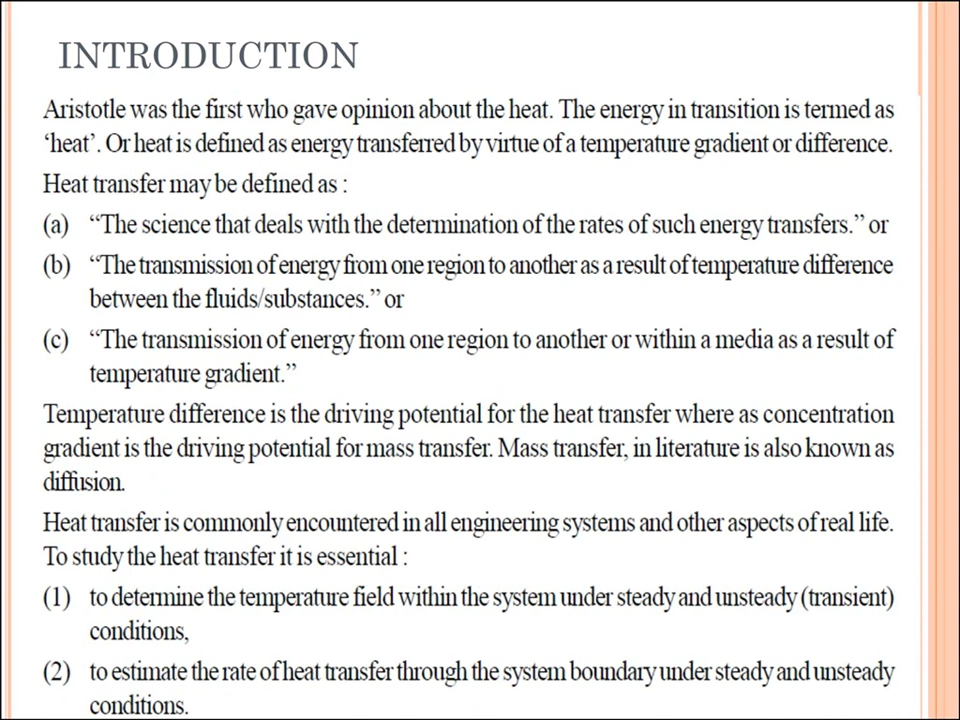 INTRODUCTION
Aristotle was the first who gave opinion about the heat. The energy in transition is termed as
‘heat’. Or heat is defined as energy transferred by virtue of a temperature gradient or difference.
Heat transfer may be defined as :
(a) “The science that deals with the determination of the rates of such energy transfers.” or
(b) “The transmission of energy from one region to another as a result of temperature difference
between the fluids/substances.” or
(c) “The transmission of energy from one region to another or within a media as a result of
temperature gradient.”
Temperature difference is the driving potential for the heat transfer where as concentration
gradient is the driving potential for mass transfer. Mass transfer, in literature is also known as
diffusion.
Heat transfer is commonly encountered in all engineering systems and other aspects of real life.
To study the heat transfer it is essential :
(1) to determine the temperature field within the system under steady and unsteady (transient)
conditions,
(2) to estimate the rate of heat transfer through the system boundary under steady and unsteady
conditions.